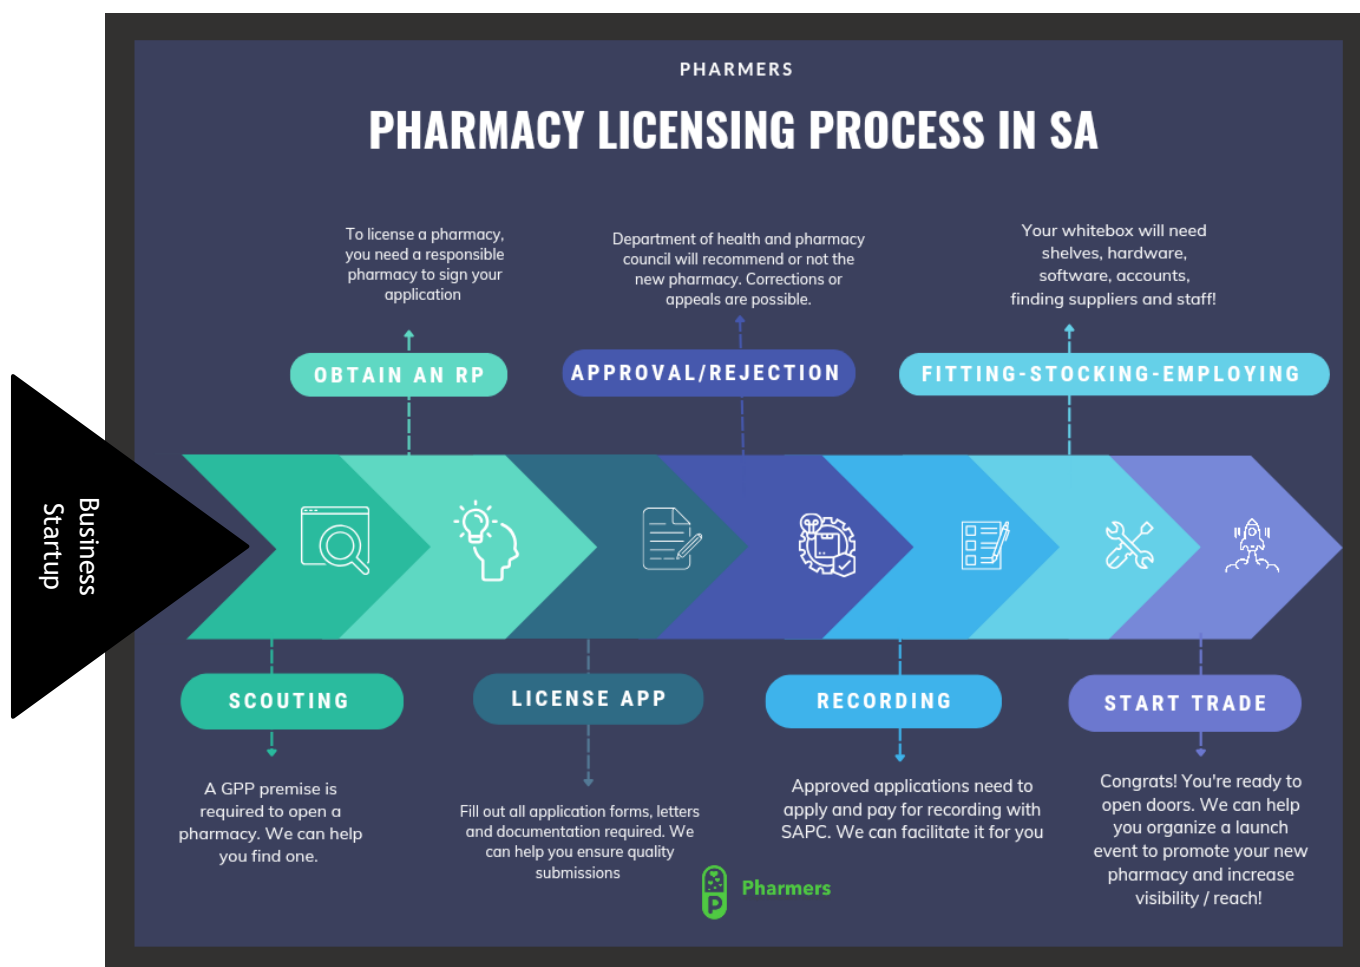 PHARMERS
PHARMACY LICENSING PROCESS IN SA
To license a pharmacy,
you need a responsible
pharmacy to sign your
application
Department of health and pharmacy
council will recommend or not the
new pharmacy. Corrections or
appeals are possible.
Your whitebox will need
shelves, hardware,
software, accounts,
finding suppliers and staff!
OBTAIN AN RP
APPROVAL/REJECTION
FITTING-STOCKING-EMPLOYING
Business
Startup
SCOUTING
LICENSE APP
RECORDING
START TRADE
A GPP premise is
required to open a
pharmacy. We can help
you find one.
Fill out all application forms, letters
and documentation required. We
can help you ensure quality
submissions
Approved applications need to
apply and pay for recording with
SAPC. We can facilitate it for you
Congrats! You're ready to
open doors. We can help
you organize a launch
event to promote your new
pharmacy and increase
visibility / reach!
P
Pharmers